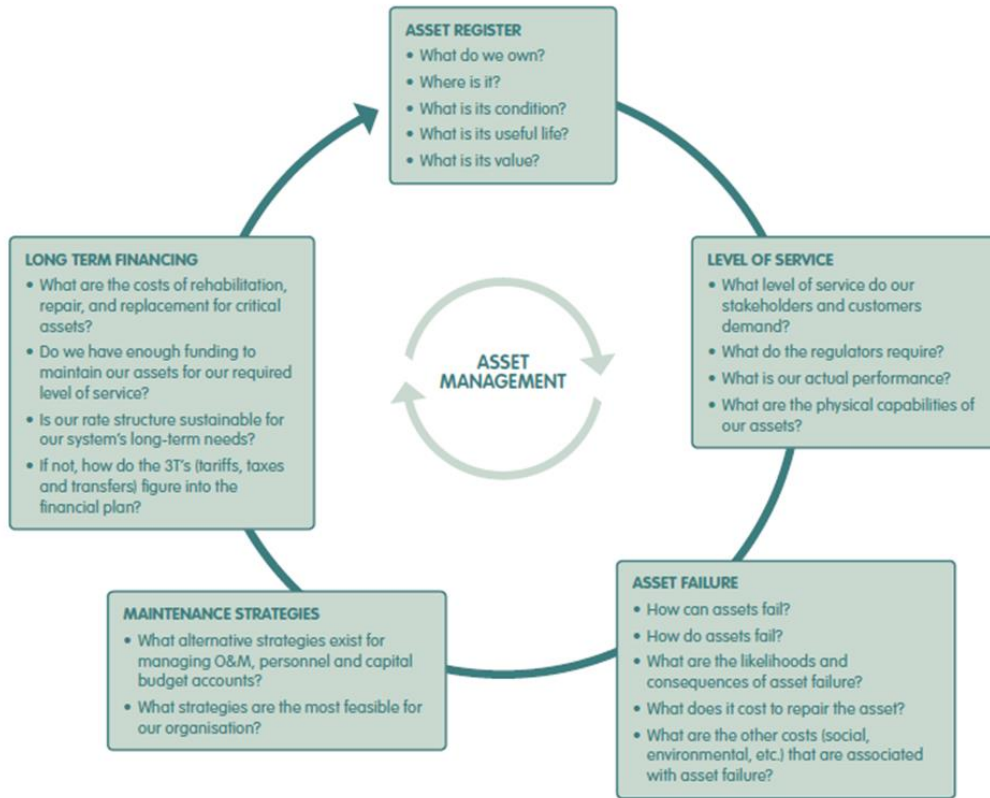 ASSET REGISTER
• What do we own?
• Where is it?
• What is its condition?
• What is its useful life?
• What is its value?
LEVEL OF SERVICE
• What level of service do our
stakeholders and customers
demand?
• What do the regulators require?
• What is our actual performance?
• What are the physical capabilities of
our assets?
ASSET FAILURE
• How can assets fail?
• How do assets fail?
• What are the likelihoods and
consequences of asset failure?
• What does it cost to repair the asset?
• What are the other costs (social,
environmental, etc.) that are associated
with asset failure?
MAINTENANCE STRATEGIES
• What alternative strategies exist for
managing O&M, personnel and capital
budget accounts?
• What strategies are the most feasible for
our organisation?
LONG TERM FINANCING
• What are the costs of rehabilitation,
repair, and replacement for critical
assets?
• Do we have enough funding to
maintain our assets for our required
level of service?
• Is our rate structure sustainable for
our system's long-term needs?
• If not, how do the 3T's (tariffs, taxes
and transfers) figure into the
financial plan?
ASSET
MANAGEMENT